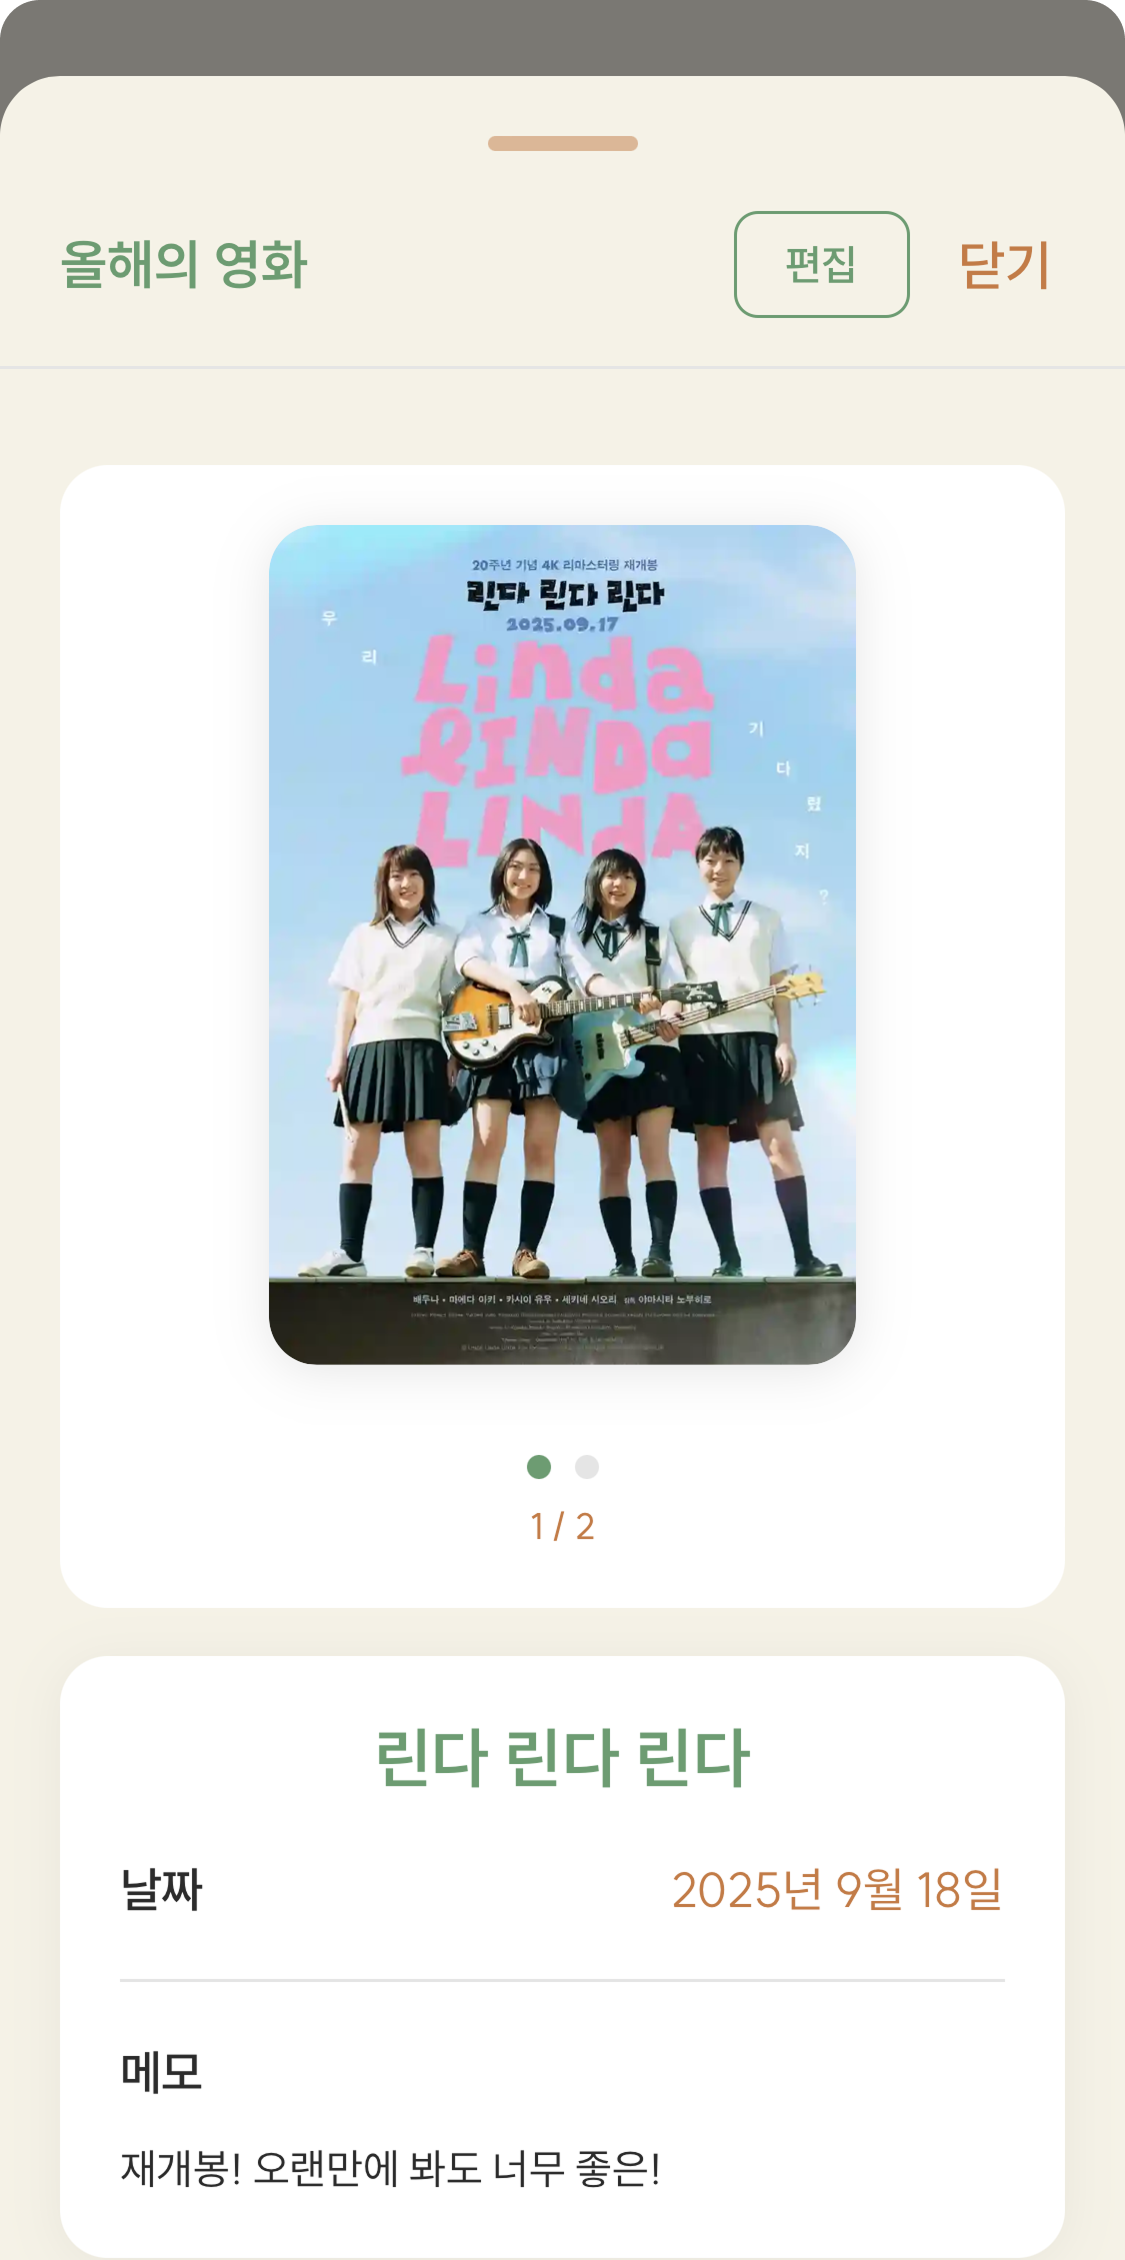 올해의 영화
편집
닫기
20주년 기념 4K 리마스터링 재개봉
린다 린다 린다
2025.09.17
우
리
Linda
LINDA
LINdA
기
다
렸
지
?
배두나 • 마에다 아키 • 카시이 유우 • 세키네 시오리 감독 야마시타 노부히로
1 / 2
린다 린다 린다
날짜
2025년 9월 18일
메모
재개봉! 오랜만에 봐도 너무 좋은!